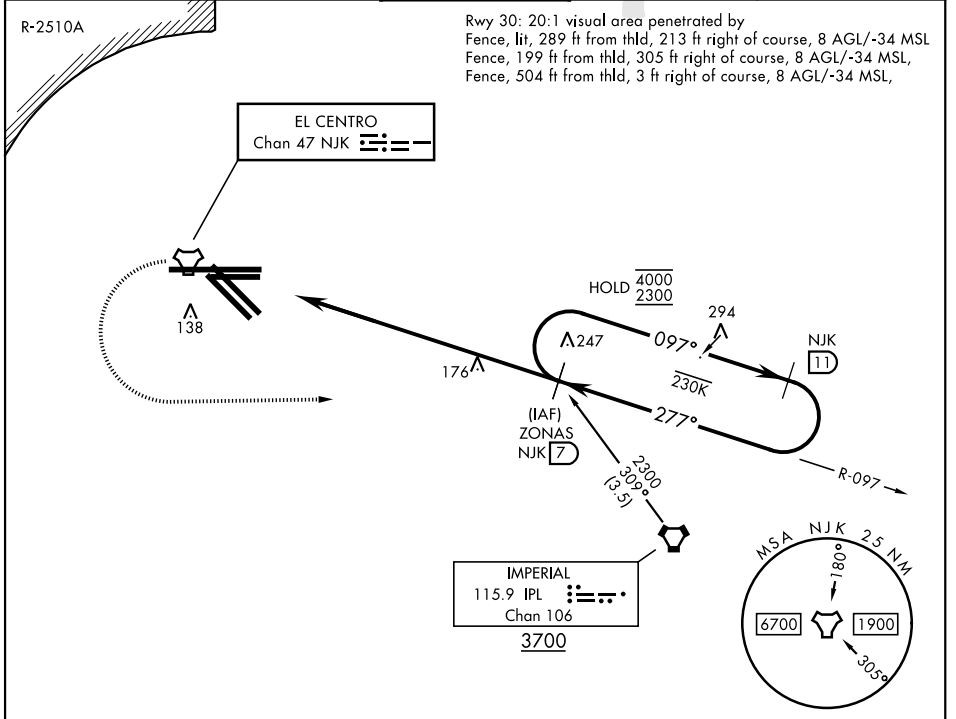 R-2510A
Rwy 30: 20:1 visual area penetrated by
Fence, lit, 289 ft from thld, 213 ft right of course, 8 AGL/-34 MSL
Fence, 199 ft from thld, 305 ft right of course, 8 AGL/-34 MSL,
Fence, 504 ft from thld, 3 ft right of course, 8 AGL/-34 MSL,
EL CENTRO
Chan 47 NJK
138
HOLD 4000
2300
294
247
097°
NJK
11
176
230K
277°
(IAF)
ZONAS
NJK 7
2300
309°
(3.5)
R-097
IMPERIAL
115.9 IPL
Chan 106
3700
MSA NJK 25 NM
180°
6700
1900
305°